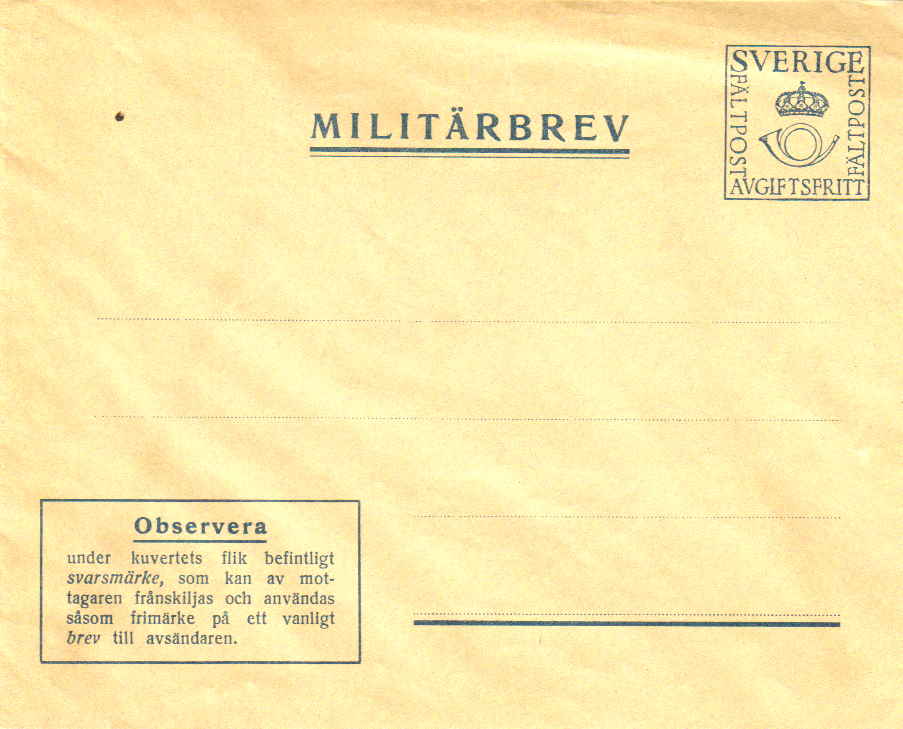 MILITÄRBREV
SVERIGE
FÄLTPOST
FÄLTPOST
AVGIFTSFRITT
Observera
under kuvertets flik befintligt
svarsmärke, som kan av mot-
tagaren frånskiljas och användas
såsom frimärke på ett vanligt
brev till avsändaren.